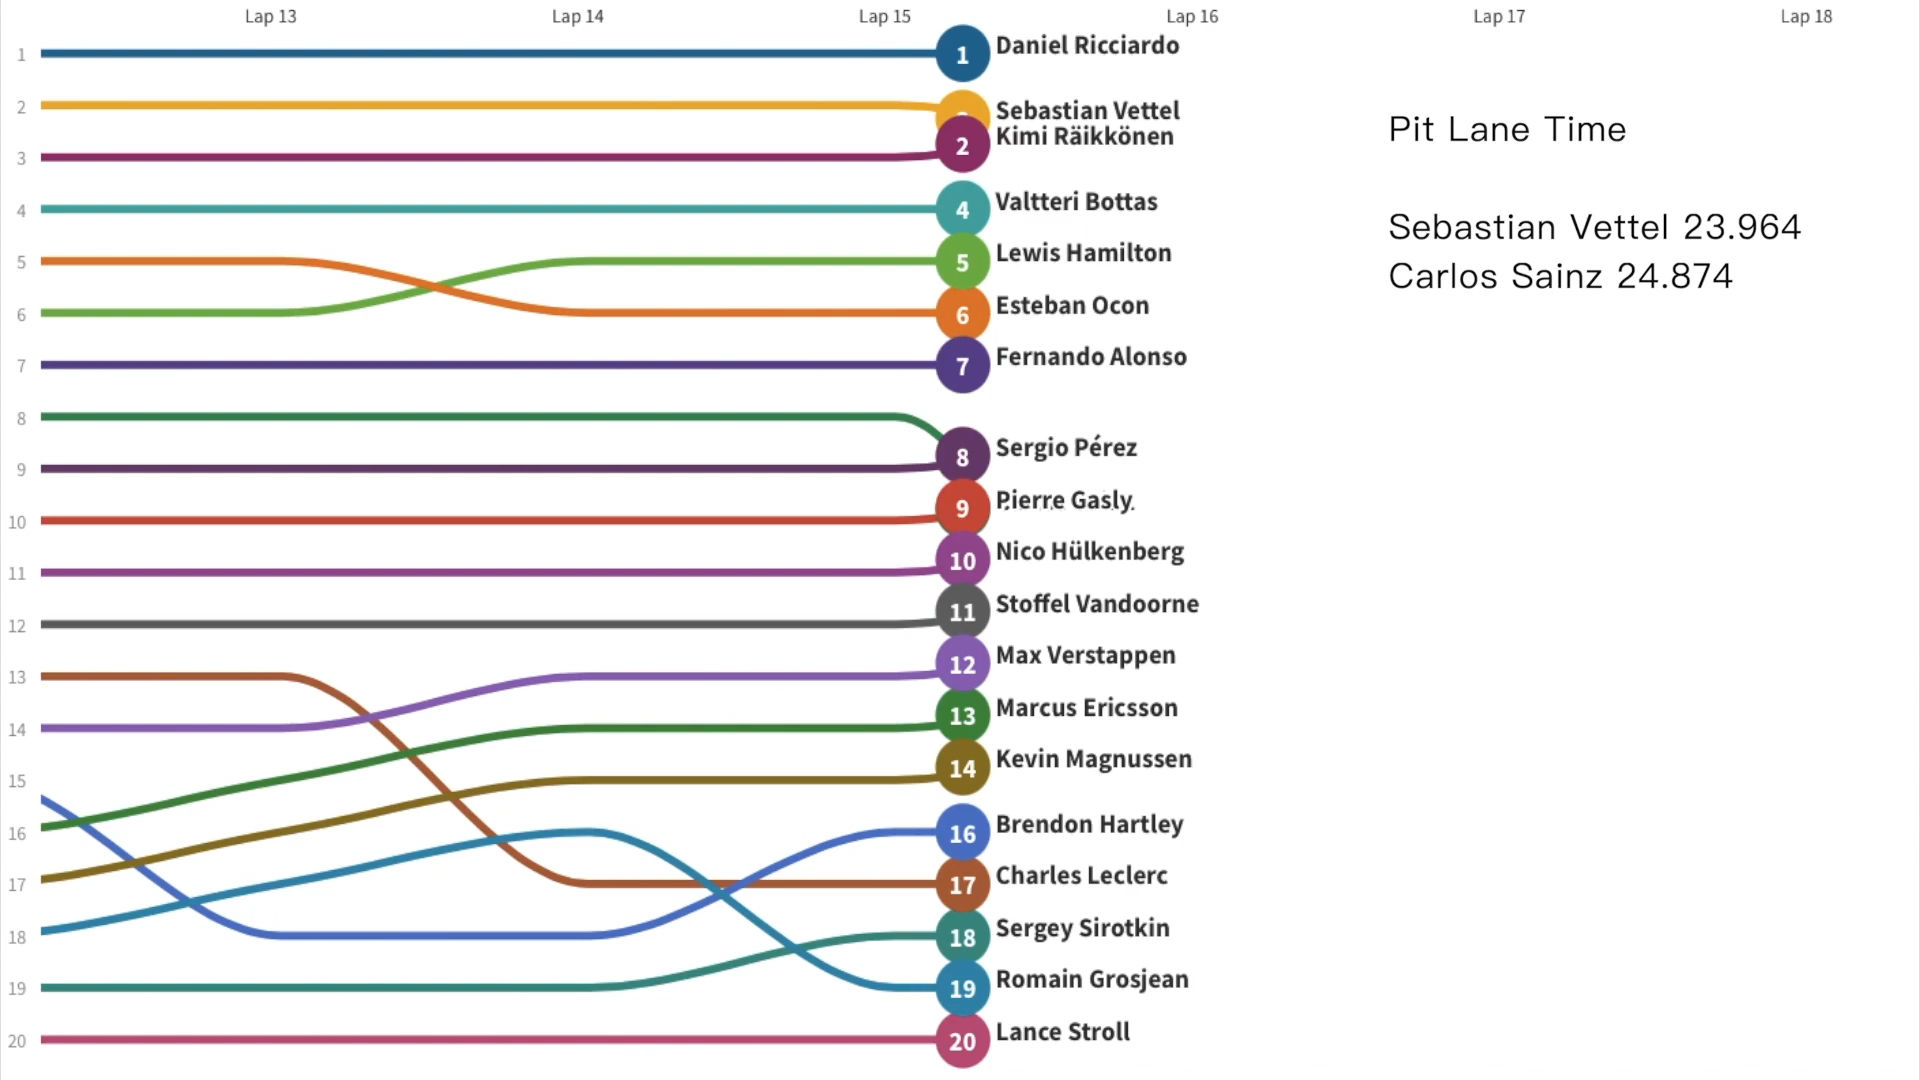 Lap 13 Lap 14 Lap 15 Lap 16 Lap 17 Lap 18
1 1 Daniel Ricciardo
2 Sebastian Vettel
3 2 Kimi Räikkönen
4 4 Valtteri Bottas
5 5 Lewis Hamilton
6 6 Esteban Ocon
7 7 Fernando Alonso
8 8 Sergio Pérez
9 9 Pierre Gasly
10 10 Nico Hülkenberg
11 11 Stoffel Vandoorne
12 12 Max Verstappen
13 13 Marcus Ericsson
14 14 Kevin Magnussen
15
16 16 Brendon Hartley
17 17 Charles Leclerc
18 18 Sergey Sirotkin
19 19 Romain Grosjean
20 20 Lance Stroll
Pit Lane Time
Sebastian Vettel 23.964
Carlos Sainz 24.874